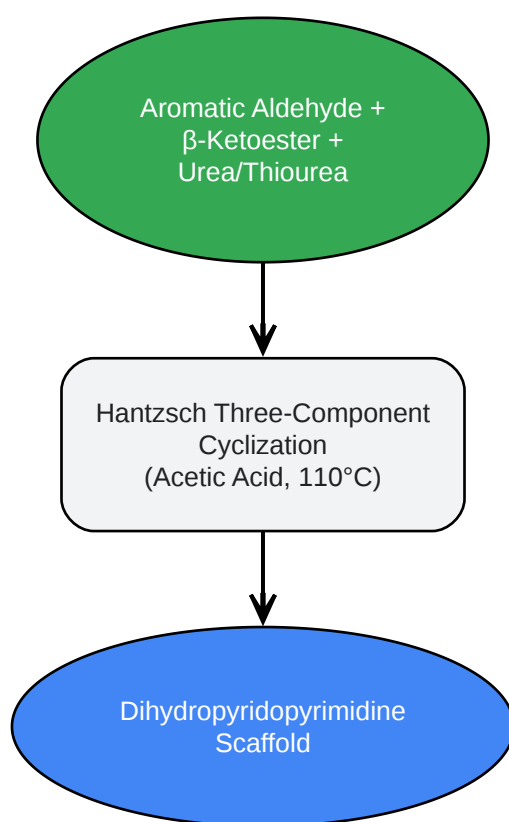 Aromatic Aldehyde +
β-Ketoester +
Urea/Thiourea
Hantzsch Three-Component
Cyclization
(Acetic Acid, 110°C)
Dihydropyridopyrimidine
Scaffold